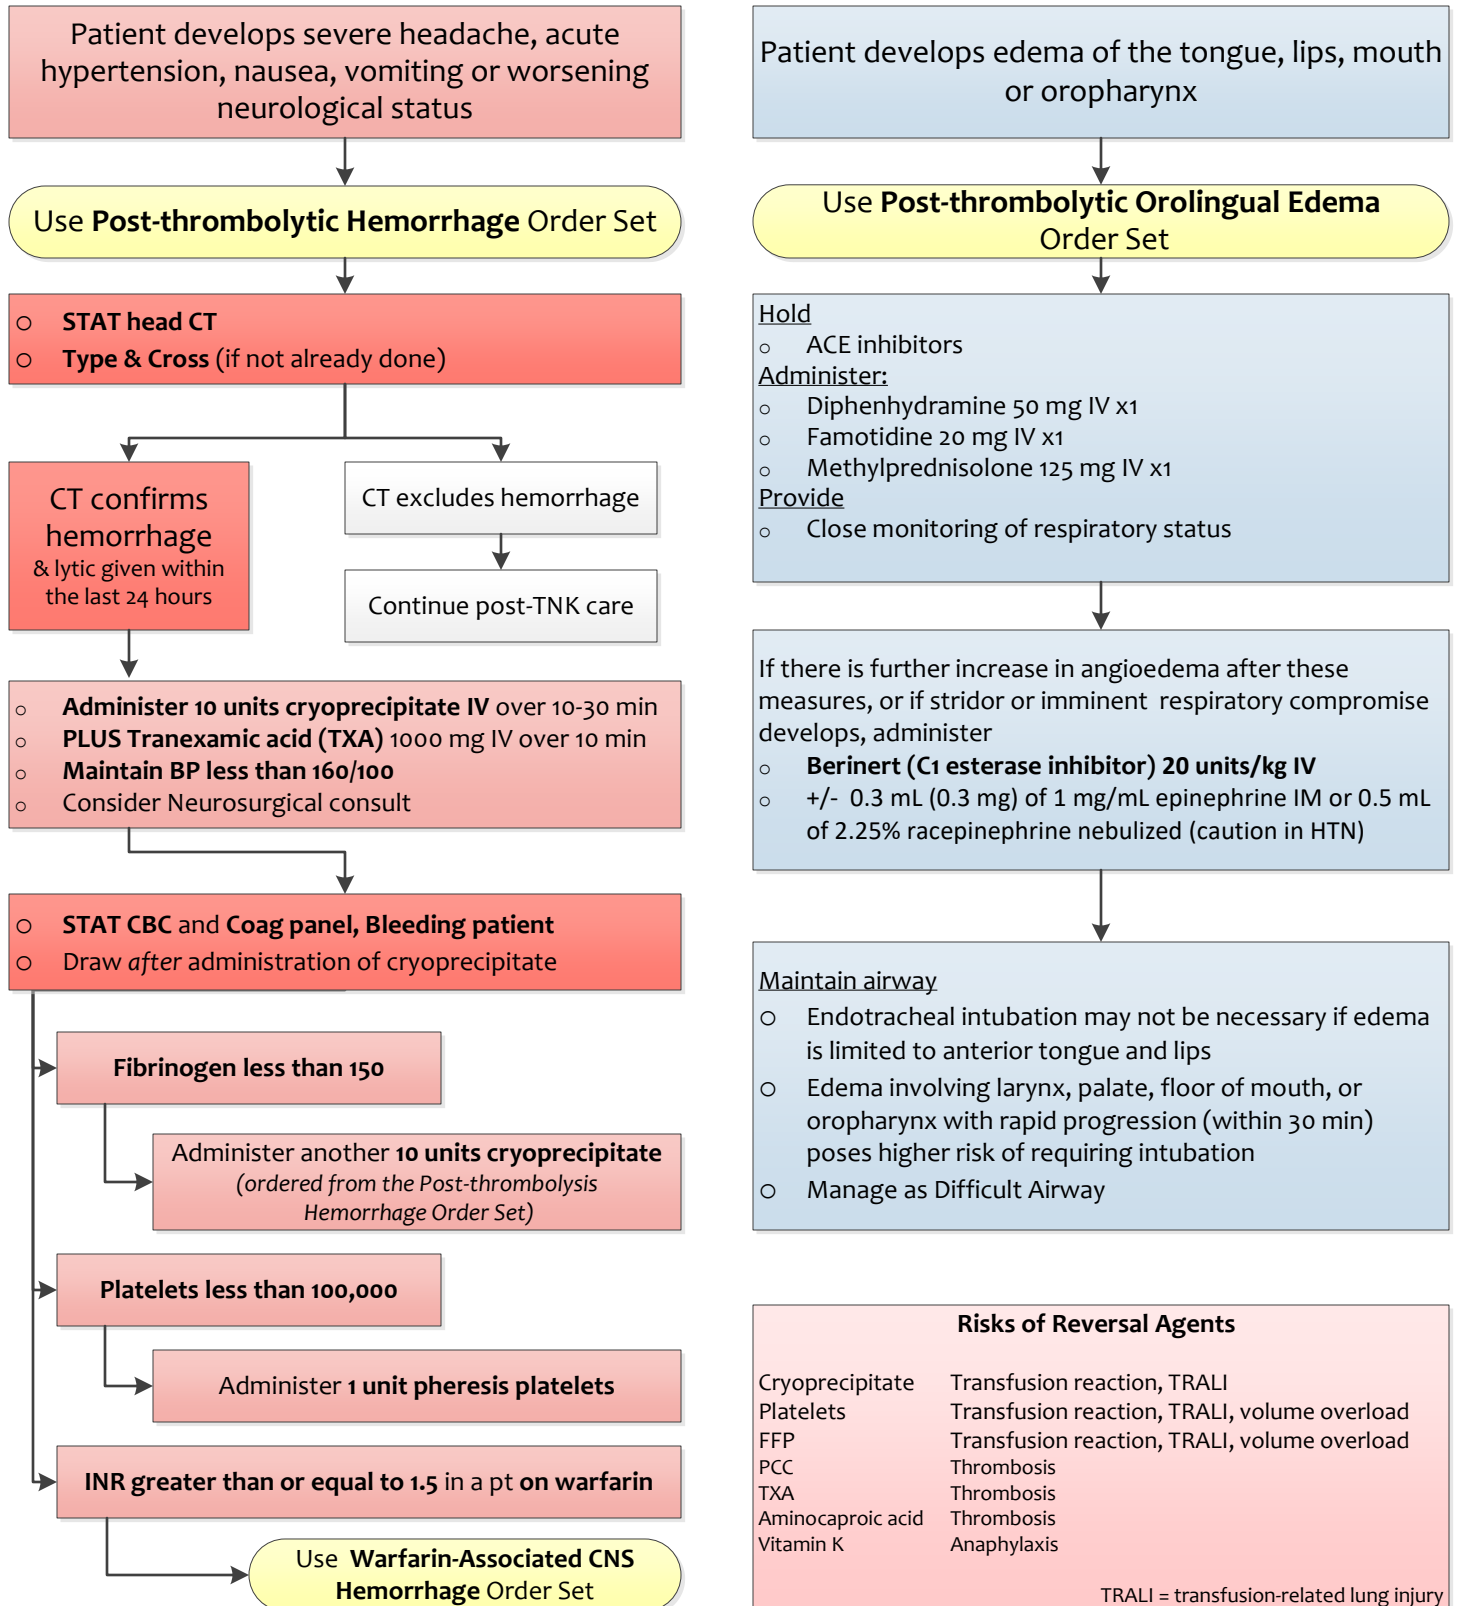 Patient develops severe headache, acute
hypertension, nausea, vomiting or worsening
neurological status
Use Post-thrombolytic Hemorrhage Order Set
o STAT head CT
o Type & Cross (if not already done)
CT confirms
hemorrhage
& lytic given within
the last 24 hours
CT excludes hemorrhage
Continue post-TNK care
o Administer 10 units cryoprecipitate IV over 10-30 min
o PLUS Tranexamic acid (TXA) 1000 mg IV over 10 min
o Maintain BP less than 160/100
o Consider Neurosurgical consult
o STAT CBC and Coag panel, Bleeding patient
o Draw after administration of cryoprecipitate
Fibrinogen less than 150
Administer another 10 units cryoprecipitate
(ordered from the Post-thrombolysis
Hemorrhage Order Set)
Platelets less than 100,000
Administer 1 unit pheresis platelets
INR greater than or equal to 1.5 in a pt on warfarin
Use Warfarin-Associated CNS
Hemorrhage Order Set
Patient develops edema of the tongue, lips, mouth
or oropharynx
Use Post-thrombolytic Orolingual Edema
Order Set
Hold
o ACE inhibitors
Administer:
o Diphenhydramine 50 mg IV x1
o Famotidine 20 mg IV x1
o Methylprednisolone 125 mg IV x1
Provide
o Close monitoring of respiratory status
If there is further increase in angioedema after these
measures, or if stridor or imminent respiratory compromise
develops, administer
o Berinert (C1 esterase inhibitor) 20 units/kg IV
o +/- 0.3 mL (0.3 mg) of 1 mg/mL epinephrine IM or 0.5 mL
of 2.25% racepinephrine nebulized (caution in HTN)
Maintain airway
o Endotracheal intubation may not be necessary if edema
is limited to anterior tongue and lips
o Edema involving larynx, palate, floor of mouth, or
oropharynx with rapid progression (within 30 min)
poses higher risk of requiring intubation
o Manage as Difficult Airway
Risks of Reversal Agents
Cryoprecipitate Transfusion reaction, TRALI
Platelets Transfusion reaction, TRALI, volume overload
FFP Transfusion reaction, TRALI, volume overload
PCC Thrombosis
TXA Thrombosis
Aminocaproic acid Thrombosis
Vitamin K Anaphylaxis
TRALI = transfusion-related lung injury